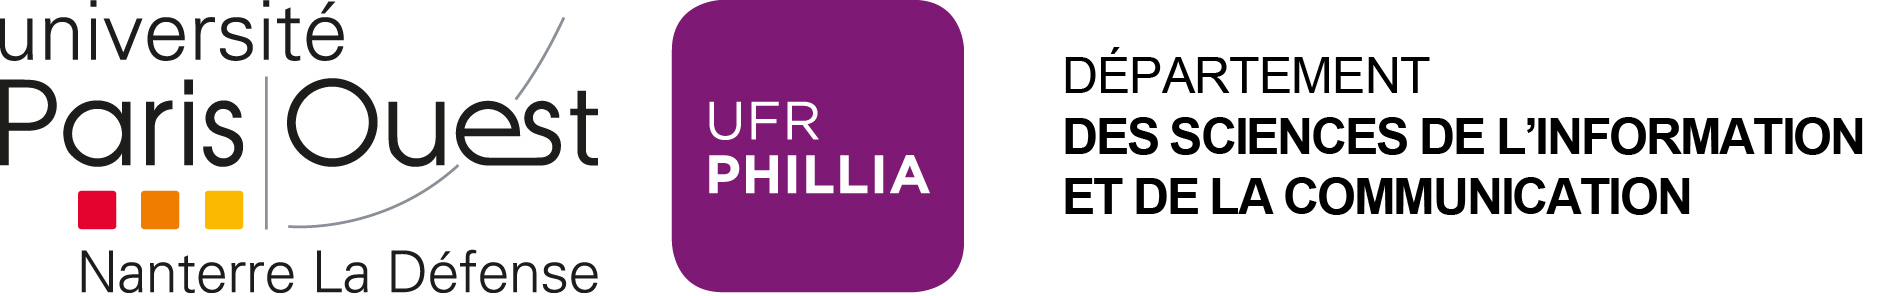 université
Paris Ouest
Nanterre La Défense
UFR
PHILLIA
DÉPARTEMENT
DES SCIENCES DE L’INFORMATION
ET DE LA COMMUNICATION